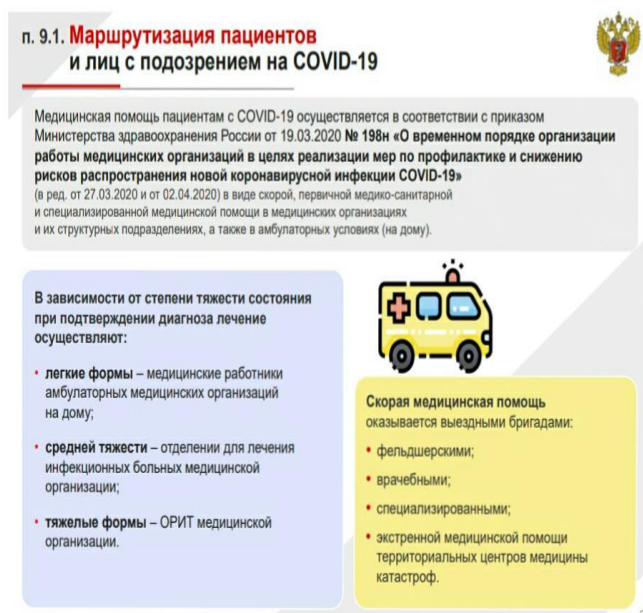 п. 9.1. Маршрутизация пациентов
и лиц с подозрением на COVID-19
Медицинская помощь пациентам с COVID-19 осуществляется в соответствии с приказом
Министерства здравоохранения России от 19.03.2020 № 198н «О временном порядке организации
работы медицинских организаций в целях реализации мер по профилактике и снижению
рисков распространения новой коронавирусной инфекции COVID-19»
(в ред. от 27.03.2020 и от 02.04.2020) в виде скорой, первичной медико-санитарной
и специализированной медицинской помощи в медицинских организациях
и их структурных подразделениях, а также в амбулаторных условиях (на дому).
В зависимости от степени тяжести состояния
при подтверждении диагноза лечение
осуществляют:
• легкие формы – медицинские работники
амбулаторных медицинских организаций
на дому;
• средней тяжести – отделении для лечения
инфекционных больных медицинской
организации;
• тяжелые формы – ОРИТ медицинской
организации.
Скорая медицинская помощь
оказывается выездными бригадами:
• фельдшерскими;
• врачебными;
• специализированными;
• экстренной медицинской помощи
территориальных центров медицины
катастроф.